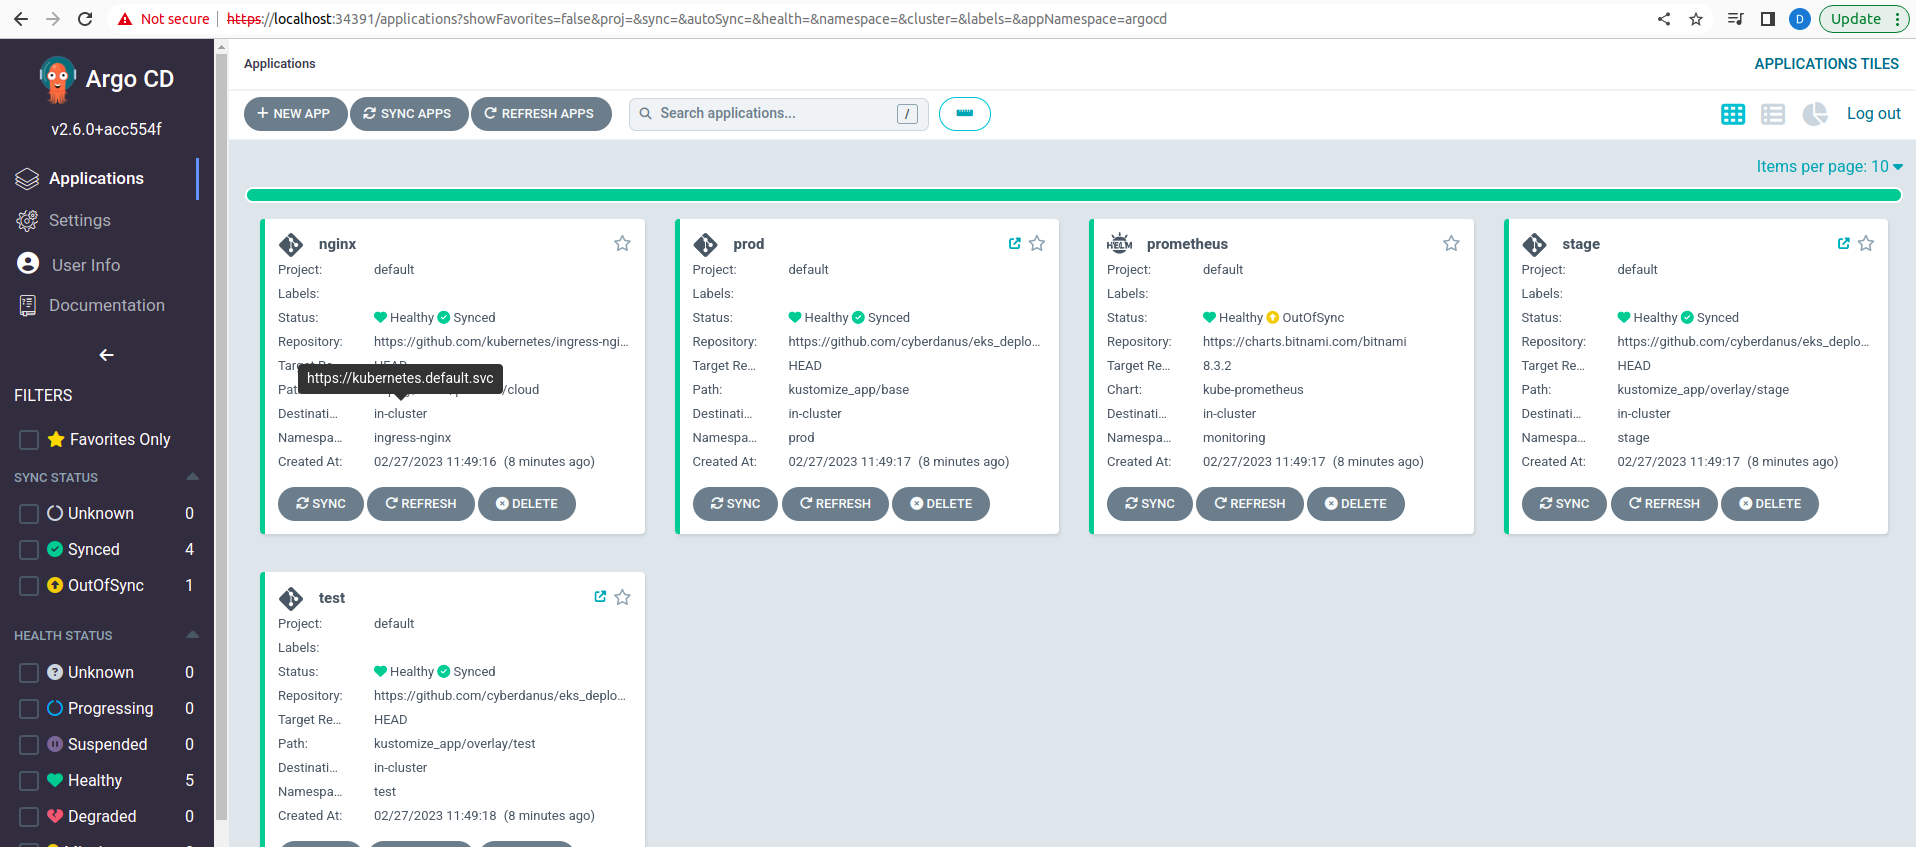 Not secure | https://localhost:34391/applications?showFavorites=false&proj=&sync=&autoSync=&health=&namespace=&cluster=&labels=&appNamespace=argocd
D
Update
Argo CD
v2.6.0+acc554f
Applications
Settings
User Info
Documentation
FILTERS
Favorites Only
SYNC STATUS
Unknown 0
Synced 4
OutOfSync 1
HEALTH STATUS
Unknown 0
Progressing 0
Suspended 0
Healthy 5
Degraded 0
Applications
APPLICATIONS TILES
NEW APP
SYNC APPS
REFRESH APPS
Search applications... /
Log out
Items per page: 10
nginx
Project: default
Labels:
Status: Healthy Synced
Repository: https://github.com/kubernetes/ingress-ngi...
https://kubernetes.default.svc
/cloud
Destinati... in-cluster
Namespa... ingress-nginx
Created At: 02/27/2023 11:49:16 (8 minutes ago)
SYNC REFRESH DELETE
prod
Project: default
Labels:
Status: Healthy Synced
Repository: https://github.com/cyberdanus/eks_deplo...
Target Re... HEAD
Path: kustomize_app/base
Destinati... in-cluster
Namespa... prod
Created At: 02/27/2023 11:49:17 (8 minutes ago)
SYNC REFRESH DELETE
HELM
prometheus
Project: default
Labels:
Status: Healthy OutOfSync
Repository: https://charts.bitnami.com/bitnami
Target Re... 8.3.2
Chart: kube-prometheus
Destinati... in-cluster
Namespa... monitoring
Created At: 02/27/2023 11:49:17 (8 minutes ago)
SYNC REFRESH DELETE
stage
Project: default
Labels:
Status: Healthy Synced
Repository: https://github.com/cyberdanus/eks_deplo...
Target Re... HEAD
Path: kustomize_app/overlay/stage
Destinati... in-cluster
Namespa... stage
Created At: 02/27/2023 11:49:17 (8 minutes ago)
SYNC REFRESH DELETE
test
Project: default
Labels:
Status: Healthy Synced
Repository: https://github.com/cyberdanus/eks_deplo...
Target Re... HEAD
Path: kustomize_app/overlay/test
Destinati... in-cluster
Namespa... test
Created At: 02/27/2023 11:49:18 (8 minutes ago)